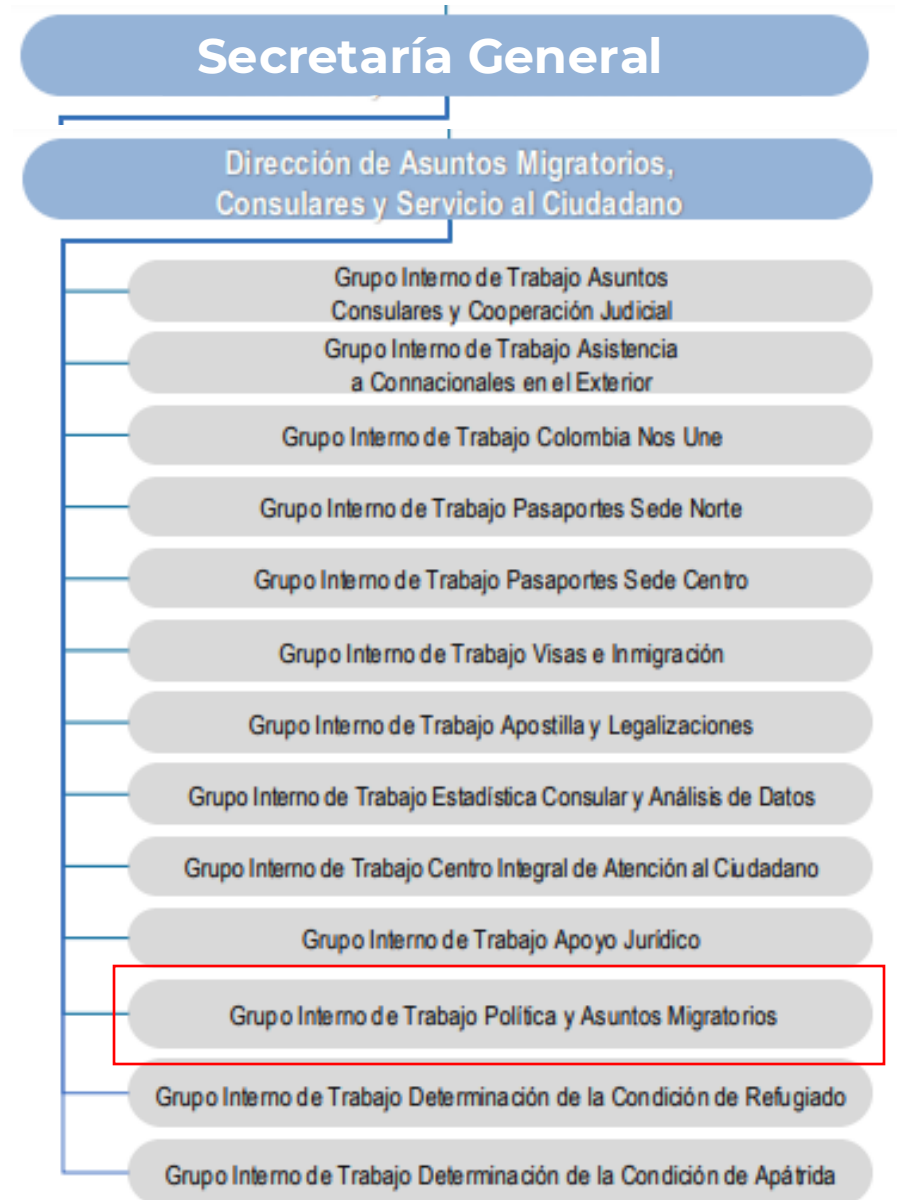 Secretaría General
Dirección de Asuntos Migratorios,
Consulares y Servicio al Ciudadano
Grupo Interno de Trabajo Asuntos
Consulares y Cooperación Judicial
Grupo Interno de Trabajo Asistencia
a Connacionales en el Exterior
Grupo Interno de Trabajo Colombia Nos Une
Grupo Interno de Trabajo Pasaportes Sede Norte
Grupo Interno de Trabajo Pasaportes Sede Centro
Grupo Interno de Trabajo Visas e Inmigración
Grupo Interno de Trabajo Apostilla y Legalizaciones
Grupo Interno de Trabajo Estadística Consular y Análisis de Datos
Grupo Interno de Trabajo Centro Integral de Atención al Ciudadano
Grupo Interno de Trabajo Apoyo Jurídico
Grupo Interno de Trabajo Política y Asuntos Migratorios
Grupo Interno de Trabajo Determinación de la Condición de Refugiado
Grupo Interno de Trabajo Determinación de la Condición de Apátrida